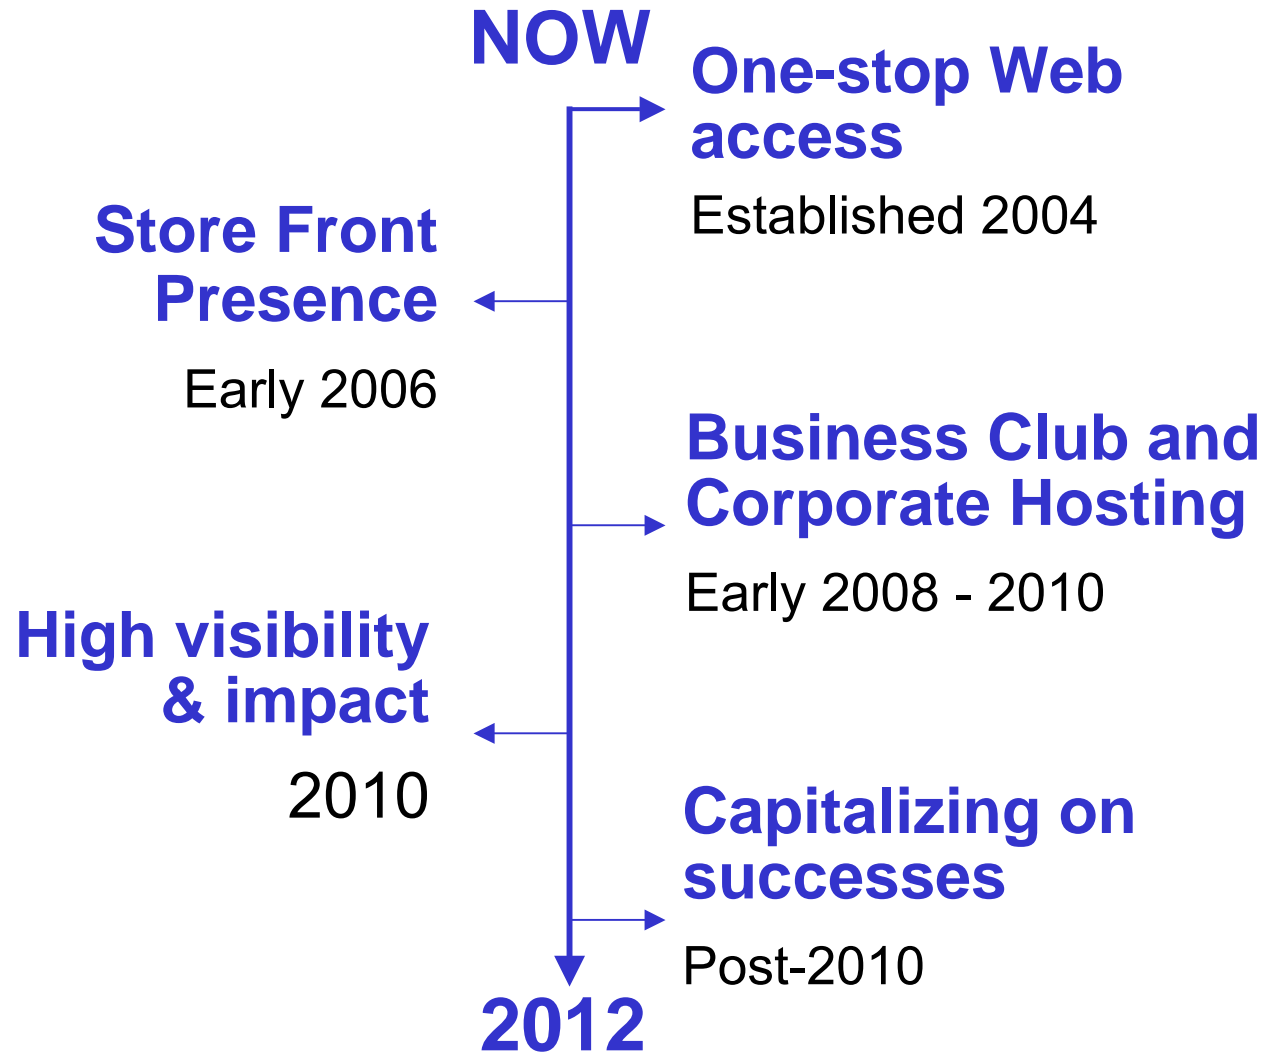 NOW
One-stop Web
access
Established 2004
Store Front
Presence
Early 2006
Business Club and
Corporate Hosting
Early 2008 - 2010
High visibility
& impact
2010
Capitalizing on
successes
Post-2010
2012